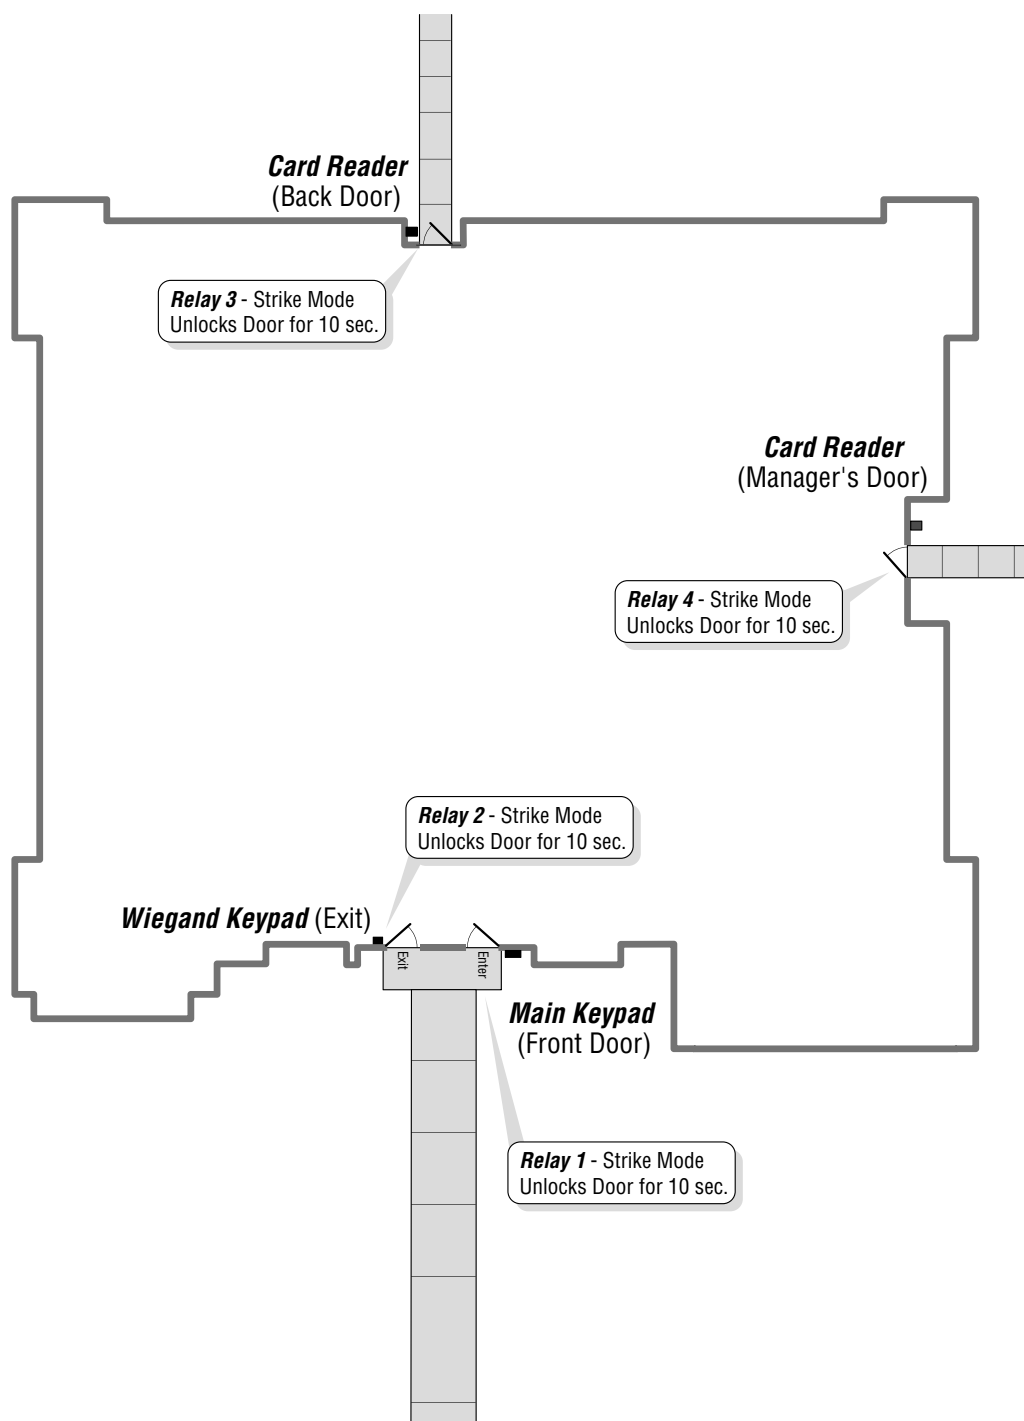 Card Reader
(Back Door)
Relay 3 - Strike Mode
Unlocks Door for 10 sec.
Card Reader
(Manager's Door)
Relay 4 - Strike Mode
Unlocks Door for 10 sec.
Relay 2 - Strike Mode
Unlocks Door for 10 sec.
Wiegand Keypad (Exit)
Exit
Enter
Main Keypad
(Front Door)
Relay 1 - Strike Mode
Unlocks Door for 10 sec.